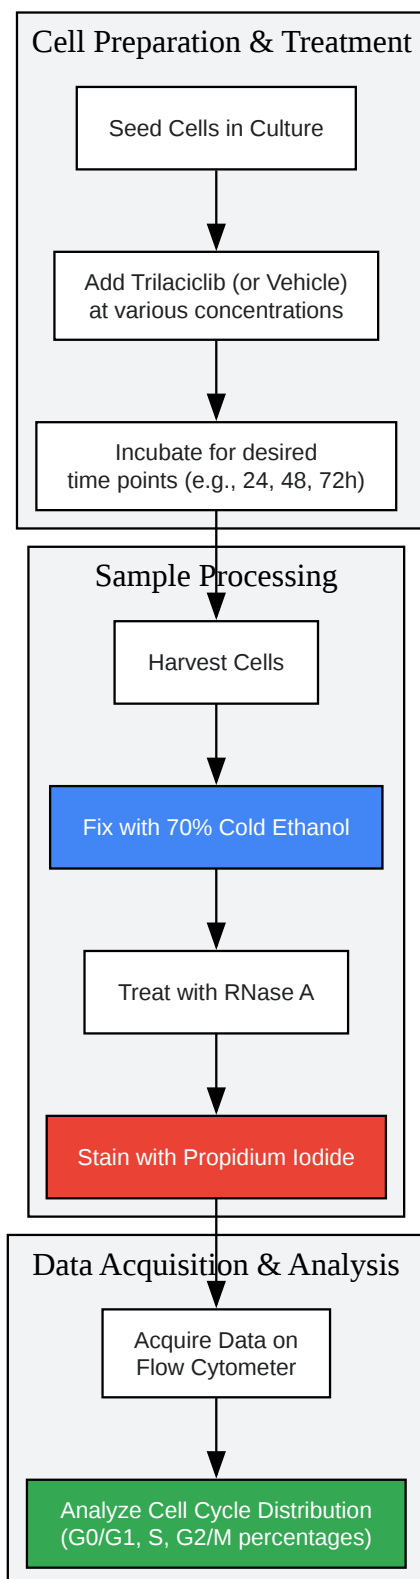 Cell Preparation & Treatment
Seed Cells in Culture
Add Trilaciclib (or Vehicle)
at various concentrations
Incubate for desired
time points (e.g., 24, 48, 72h)
Sample Processing
Harvest Cells
Fix with 70% Cold Ethanol
Treat with RNase A
Stain with Propidium Iodide
Data Acquisition & Analysis
Acquire Data on
Flow Cytometer
Analyze Cell Cycle Distribution
(G0/G1, S, G2/M percentages)